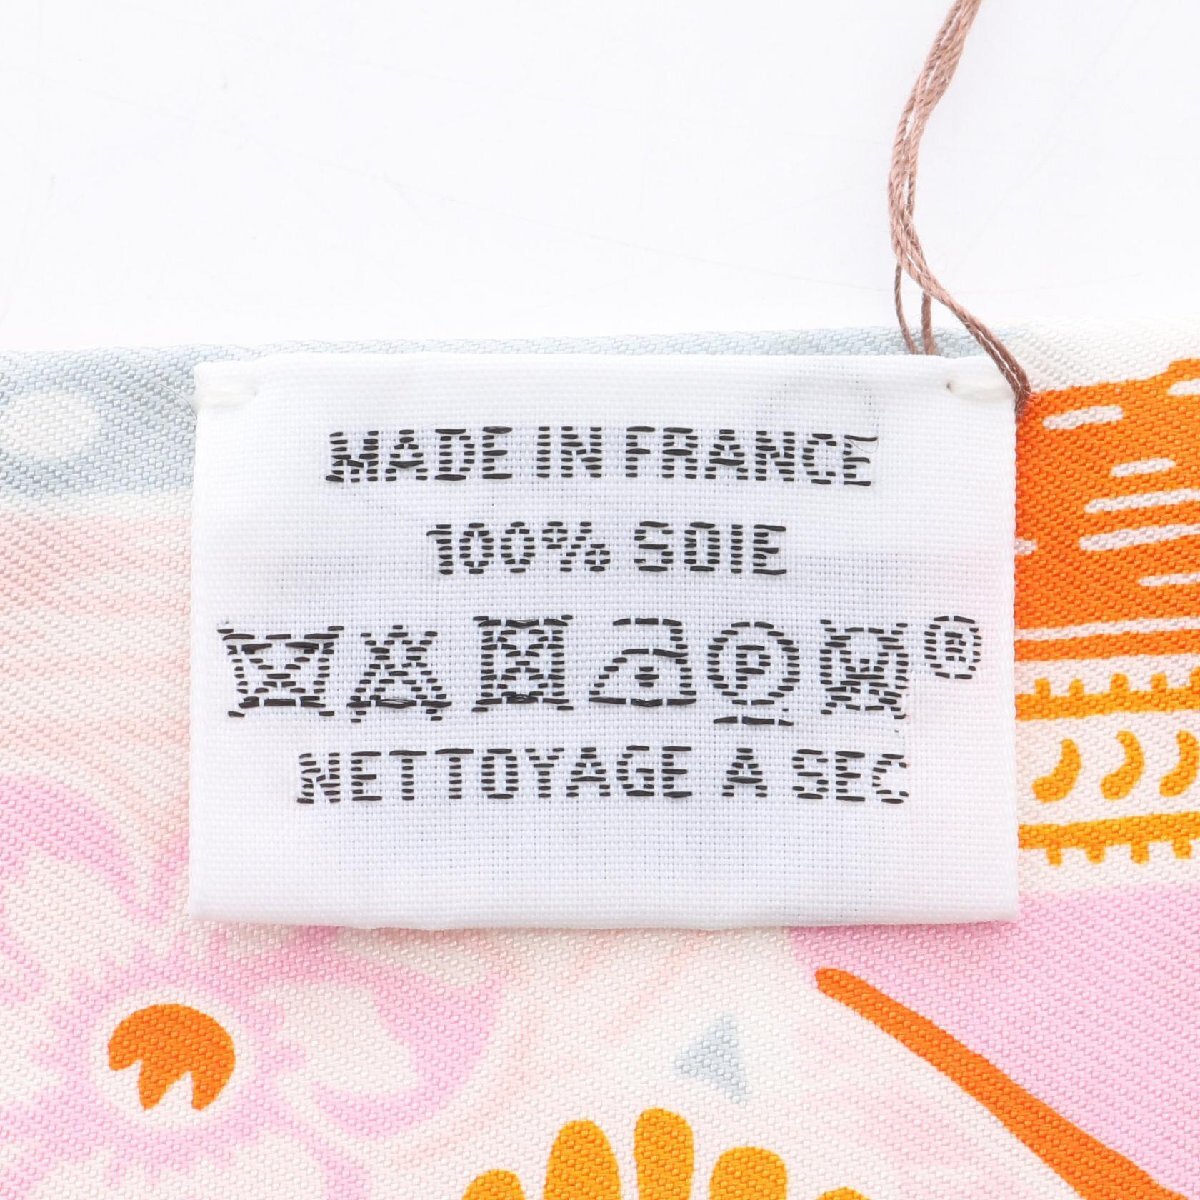 MADE IN FRANCE
100% SOIE
P W ®
NETTOYAGE A SEC